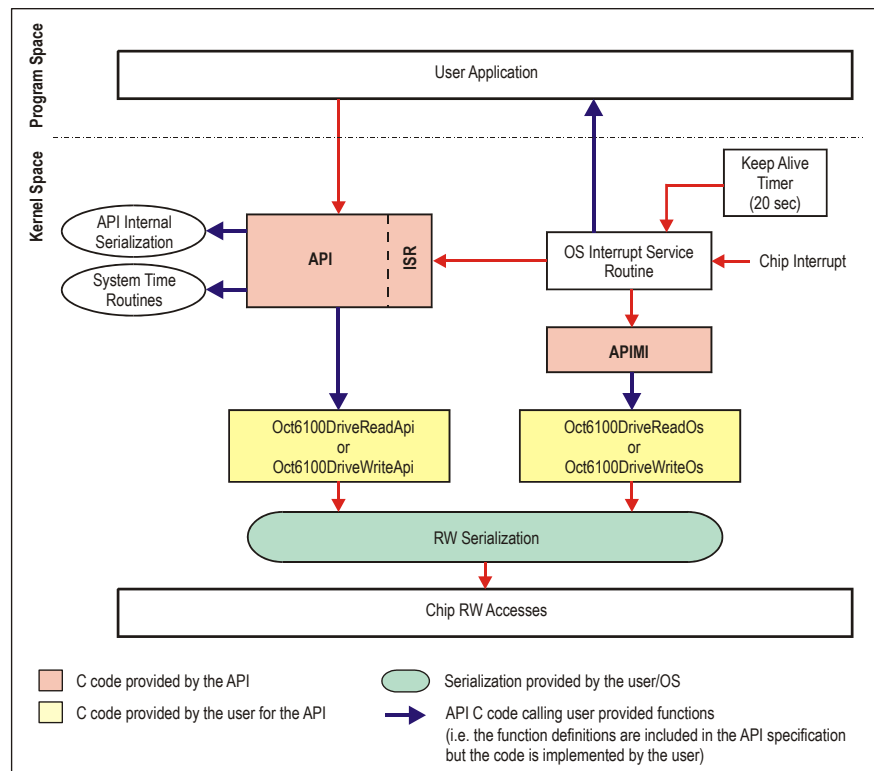 Program Space
User Application
Kernel Space
Keep Alive
Timer
(20 sec)
API Internal
Serialization
System Time
Routines
API
ISR
OS Interrupt Service
Routine
Chip Interrupt
APIMI
Oct6100DriveReadApi
or
Oct6100DriveWriteApi
Oct6100DriveReadOs
or
Oct6100DriveWriteOs
RW Serialization
Chip RW Accesses
C code provided by the API
C code provided by the user for the API
Serialization provided by the user/OS
API C code calling user provided functions
(i.e. the function definitions are included in the API specification
but the code is implemented by the user)